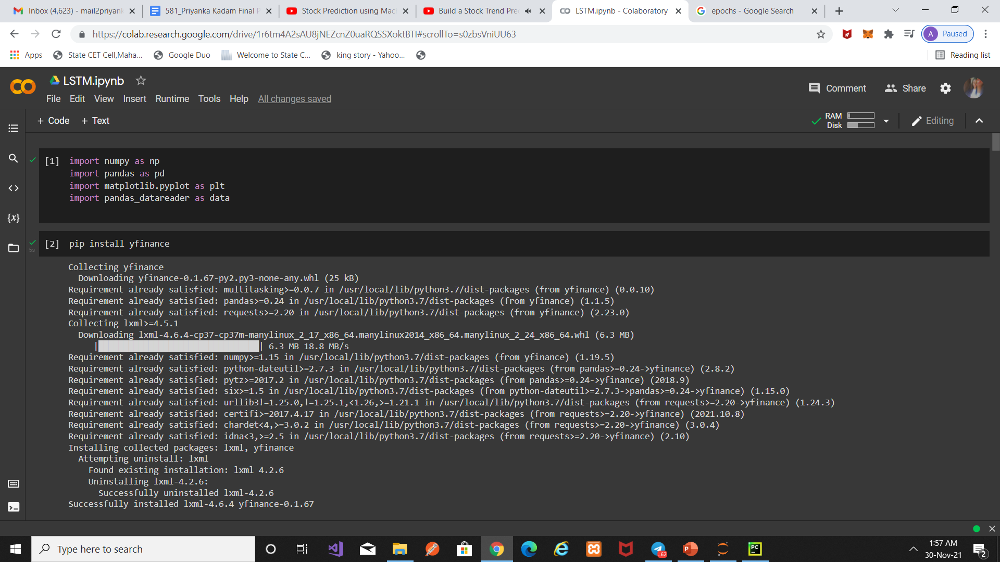 Inbox (4,623) - mail2priyank
581_Priyanka Kadam Final P
Stock Prediction using Mac
Build a Stock Trend Pre
LSTM.ipynb - Colaboratory
epochs - Google Search
https://colab.research.google.com/drive/1r6tm4A2sAU8jNEZcnZ0uaRQSSXoktBTI#scrollTo=s0zbsVniUU63
A Paused
Apps
State CET Cell,Maha...
Google Duo
Welcome to State C...
king story - Yahoo...
Reading list
LSTM.ipynb
Comment
Share
File Edit View Insert Runtime Tools Help All changes saved
+ Code + Text
RAM
Disk
Editing
[1] import numpy as np
import pandas as pd
import matplotlib.pyplot as plt
import pandas_datareader as data
{x}
[2] pip install yfinance
5s
Collecting yfinance
Downloading yfinance-0.1.67-py2.py3-none-any.whl (25 kB)
Requirement already satisfied: multitasking>=0.0.7 in /usr/local/lib/python3.7/dist-packages (from yfinance) (0.0.10)
Requirement already satisfied: pandas>=0.24 in /usr/local/lib/python3.7/dist-packages (from yfinance) (1.1.5)
Requirement already satisfied: requests>=2.20 in /usr/local/lib/python3.7/dist-packages (from yfinance) (2.23.0)
Collecting lxml>=4.5.1
Downloading lxml-4.6.4-cp37-cp37m-manylinux_2_17_x86_64.manylinux2014_x86_64.manylinux_2_24_x86_64.whl (6.3 MB)
| | 6.3 MB 18.8 MB/s
Requirement already satisfied: numpy>=1.15 in /usr/local/lib/python3.7/dist-packages (from yfinance) (1.19.5)
Requirement already satisfied: python-dateutil>=2.7.3 in /usr/local/lib/python3.7/dist-packages (from pandas>=0.24->yfinance) (2.8.2)
Requirement already satisfied: pytz>=2017.2 in /usr/local/lib/python3.7/dist-packages (from pandas>=0.24->yfinance) (2018.9)
Requirement already satisfied: six>=1.5 in /usr/local/lib/python3.7/dist-packages (from python-dateutil>=2.7.3->pandas>=0.24->yfinance) (1.15.0)
Requirement already satisfied: urllib3!=1.25.0,!=1.25.1,<1.26,>=1.21.1 in /usr/local/lib/python3.7/dist-packages (from requests>=2.20->yfinance) (1.24.3)
Requirement already satisfied: certifi>=2017.4.17 in /usr/local/lib/python3.7/dist-packages (from requests>=2.20->yfinance) (2021.10.8)
Requirement already satisfied: chardet<4,>=3.0.2 in /usr/local/lib/python3.7/dist-packages (from requests>=2.20->yfinance) (3.0.4)
Requirement already satisfied: idna<3,>=2.5 in /usr/local/lib/python3.7/dist-packages (from requests>=2.20->yfinance) (2.10)
Installing collected packages: lxml, yfinance
Attempting uninstall: lxml
Found existing installation: lxml 4.2.6
Uninstalling lxml-4.2.6:
Successfully uninstalled lxml-4.2.6
Successfully installed lxml-4.6.4 yfinance-0.1.67
Type here to search
..62
P
PC
1:57 AM
30-Nov-21
2